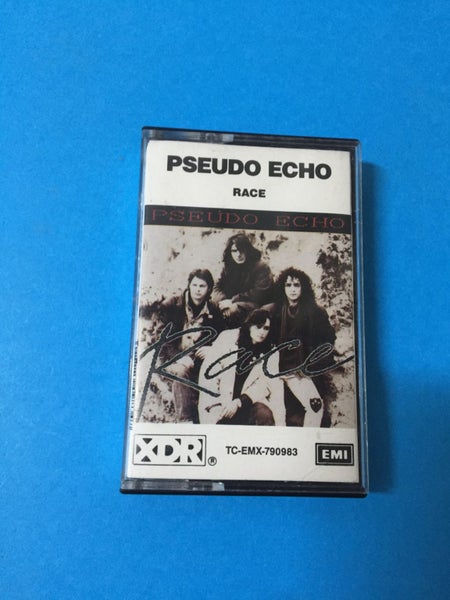 PSEUDO ECHO
RACE
PSEUDO ECHO
Race
XDR®
TC-EMX-790983
EMI